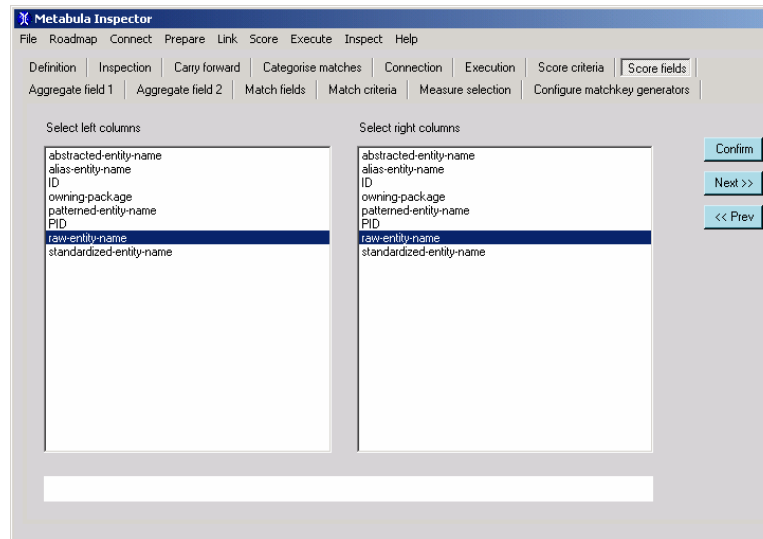 Metabula Inspector
File Roadmap Connect Prepare Link Score Execute Inspect Help
Definition Inspection Carry forward Categorise matches Connection Execution Score criteria Score fields
Aggregate field 1 Aggregate field 2 Match fields Match criteria Measure selection Configure matchkey generators
Select left columns Select right columns
abstracted-entity-name abstracted-entity-name
alias-entity-name alias-entity-name
ID ID
owning-package owning-package
patterned-entity-name patterned-entity-name
PID PID
raw-entity-name raw-entity-name
standardized-entity-name standardized-entity-name
Confirm
Next >>
<< Prev